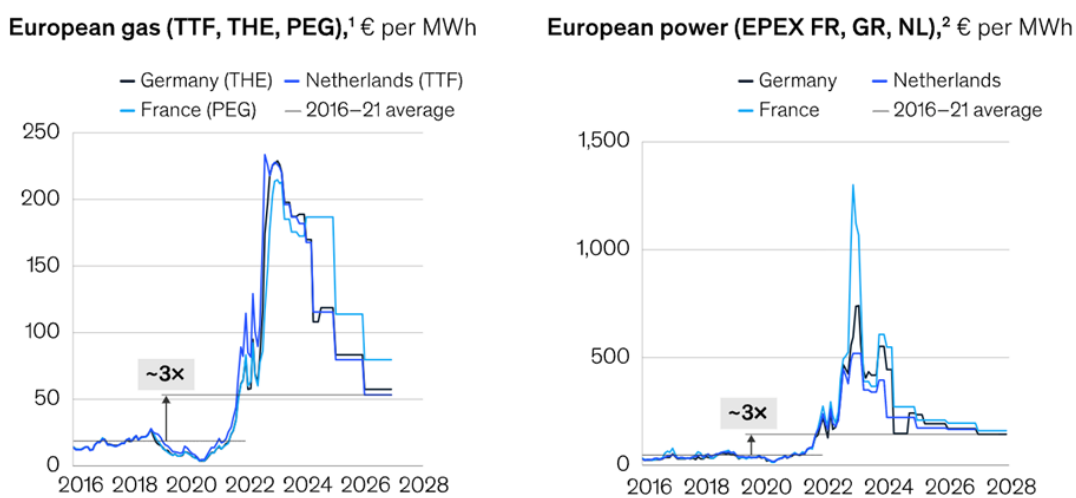 European gas (TTF, THE, PEG),¹ € per MWh
Germany (THE) Netherlands (TTF)
France (PEG) 2016–21 average
250
200
150
100
50
0
~3×
2016 2018 2020 2022 2024 2026 2028
European power (EPEX FR, GR, NL),² € per MWh
Germany Netherlands
France 2016–21 average
1,500
1,000
500
0
~3×
2016 2018 2020 2022 2024 2026 2028